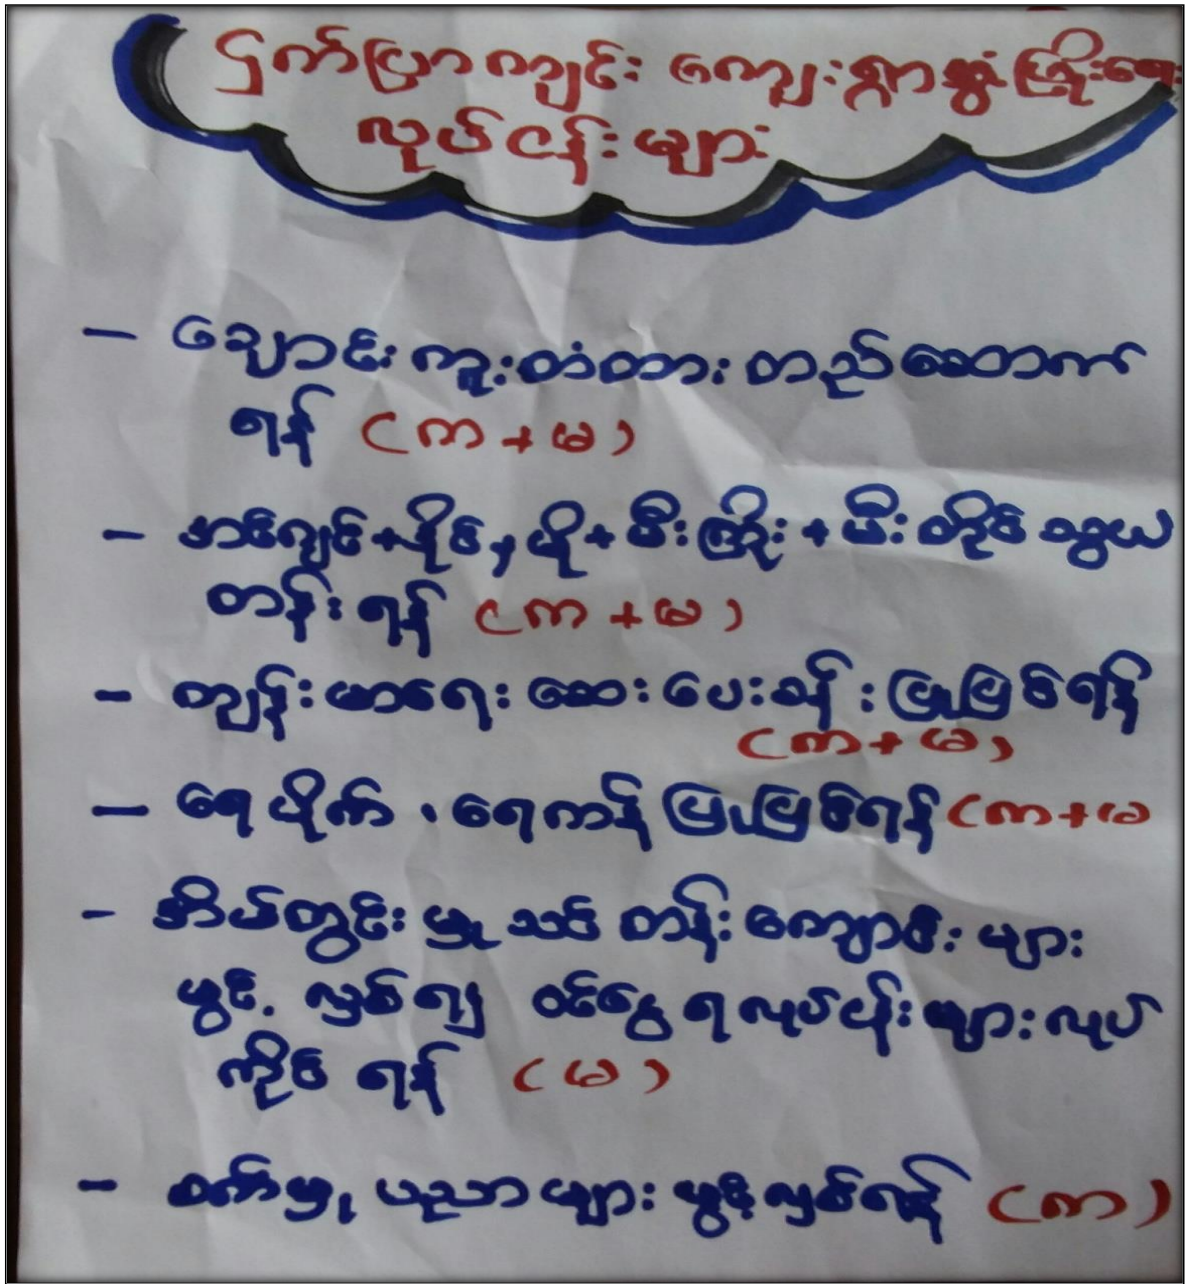 ငှက်ပြာကျင်း ကျေးရွာဖွံ့ဖြိုးရေး
လုပ်ငန်းများ
- ချောင်းကူးတံတား တည်ဆောက်
ရန် (ကာ + မ)
- အင်ဂျင်+ဒိုင်, ပို + မီးကြိုး + မီးတိုင် သွယ်
တန်းရန် (ကာ + မ)
- ကျန်းမာရေး ဆေးပေးခန်း ပြုပြင်ရန်
(ကာ + မ)
- ရေပိုက် ၊ ရေကန် ပြုပြင်ရန် (ကာ + မ
- အိမ်တွင်းမှု သင်တန်းကျောင်းများ
ဖွင့်လှစ်၍ ဝင်ငွေရလုပ်ငန်းများလုပ်
ကိုင်ရန် (မ)
- စက်မှု ပညာများ ဖွင့်လှစ်ရန် (ကာ)